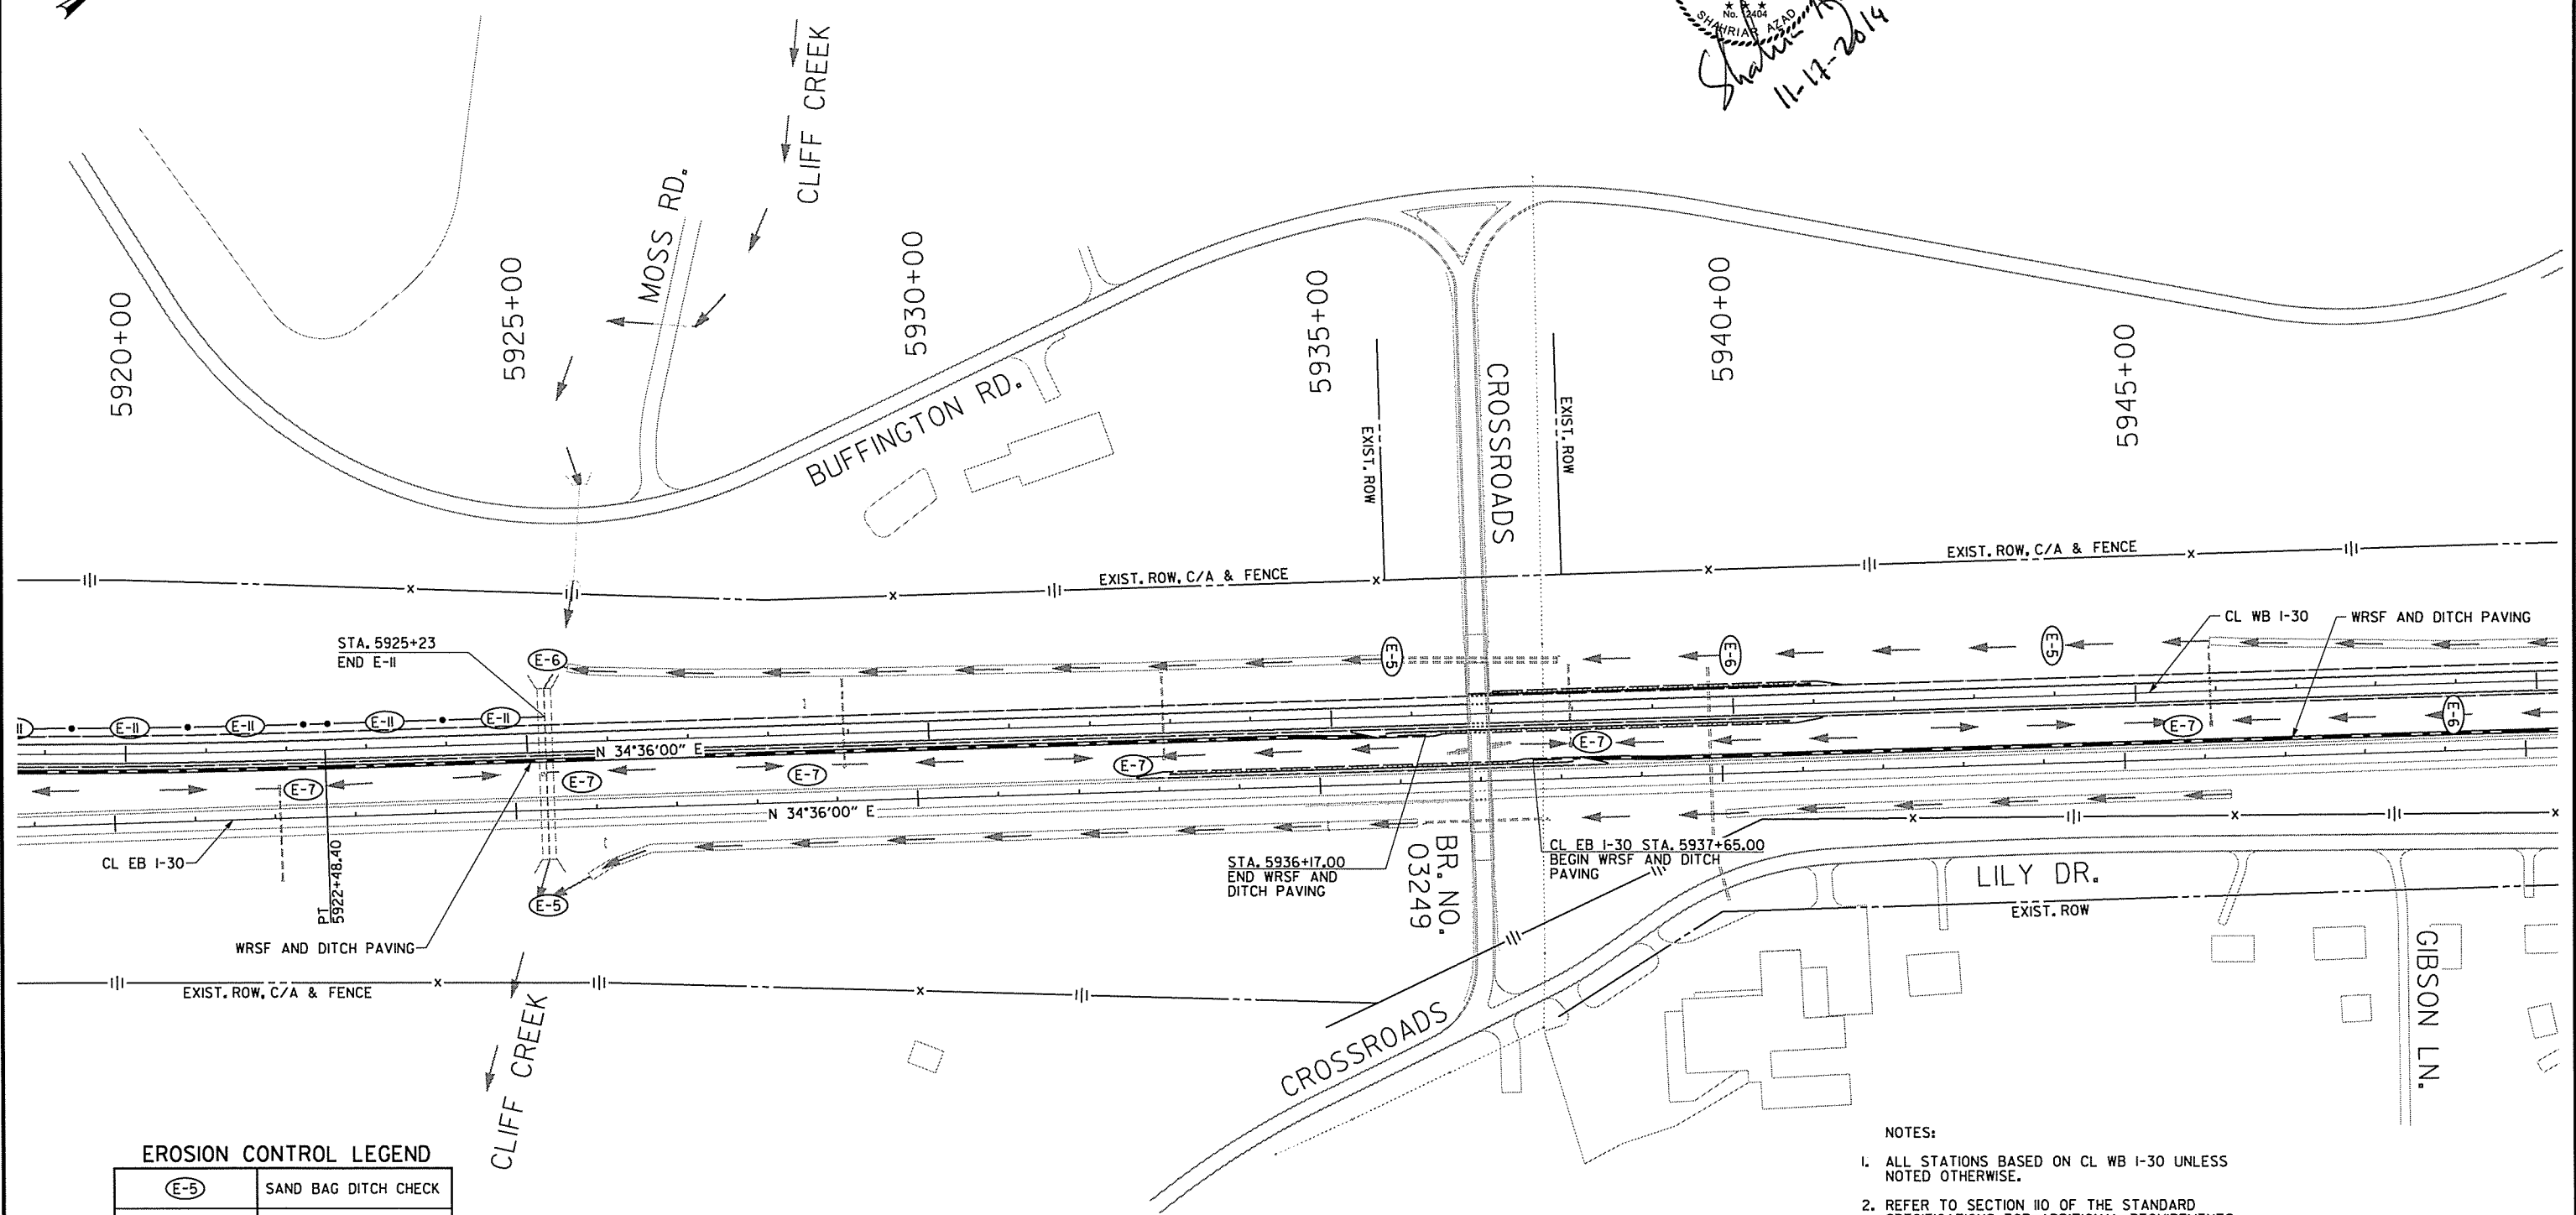 No. 12404
SHAHRIAR AZAD
11-17-2014
CLIFF CREEK
MOSS RD.
5920+00
5925+00
5930+00
5935+00
5940+00
5945+00
BUFFINGTON RD.
CROSSROADS
EXIST. ROW
EXIST. ROW
EXIST. ROW, C/A & FENCE
EXIST. ROW, C/A & FENCE
STA. 5925+23
END E-11
E-6
E-5
E-6
E-5
CL WB I-30
WRSF AND DITCH PAVING
E-11
E-11
E-11
E-11
N 34°36'00" E
E-7
E-7
E-7
E-7
E-7
E-7
E-6
N 34°36'00" E
CL EB I-30
PT
5922+48.40
E-5
WRSF AND DITCH PAVING
STA. 5936+17.00
END WRSF AND
DITCH PAVING
BR. NO.
03249
CL EB I-30 STA. 5937+65.00
BEGIN WRSF AND DITCH
PAVING
LILY DR.
EXIST. ROW
GIBSON LN.
EXIST. ROW, C/A & FENCE
CLIFF CREEK
CROSSROADS
EROSION CONTROL LEGEND
E-5 SAND BAG DITCH CHECK
NOTES:
1. ALL STATIONS BASED ON CL WB I-30 UNLESS
NOTED OTHERWISE.
2. REFER TO SECTION 110 OF THE STANDARD
SPECIFICATIONS FOR ADDITIONAL REQUIREMENTS